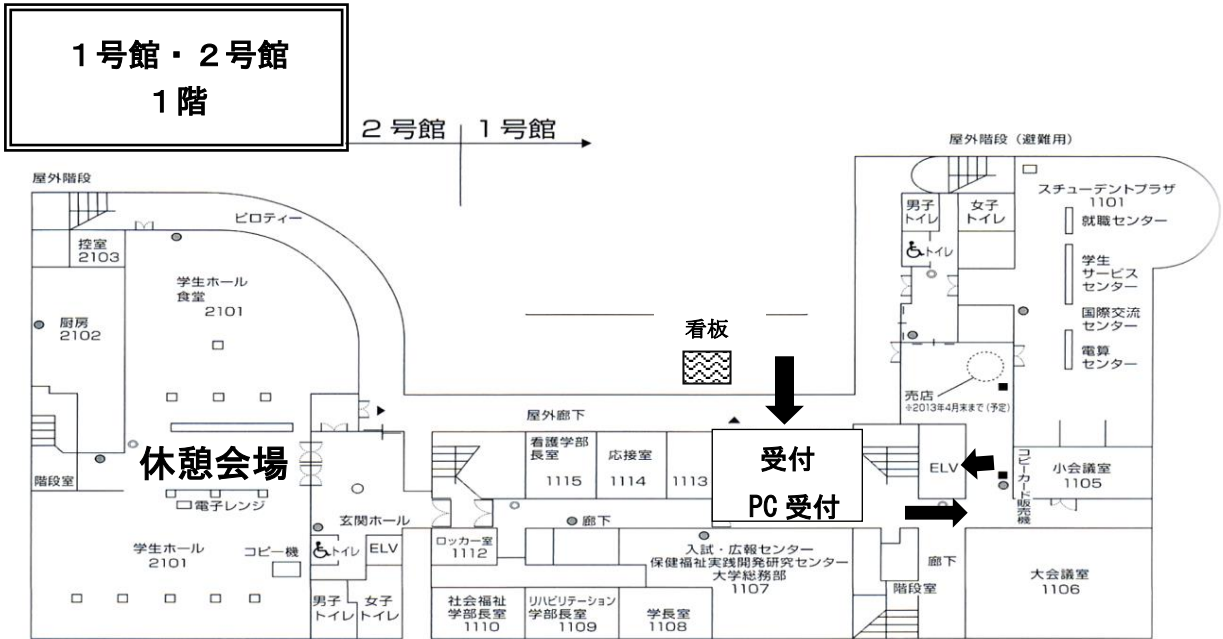 １号館・２号館
１階
２号館
１号館
屋外階段（避難用）
屋外階段
ピロティー
控室
2103
学生ホール
食堂
2101
厨房
2102
階段室
休憩会場
電子レンジ
学生ホール
2101
コピー機
玄関ホール
トイレ
ELV
男子
トイレ
女子
トイレ
看板
屋外廊下
看護学部
長室
1115
応接室
1114
1113
受付
PC 受付
廊下
ロッカー室
1112
社会福祉
学部長室
1110
リハビリテーション
学部長室
1109
学長室
1108
入試・広報センター
保健福祉実践開発研究センター
大学総務部
1107
男子
トイレ
女子
トイレ
トイレ
スチューデントプラザ
1101
就職センター
学生
サービス
センター
国際交流
センター
電算
センター
売店
※2013年4月末まで（予定）
ELV
コピーカード販売機
小会議室
1105
廊下
階段室
大会議室
1106